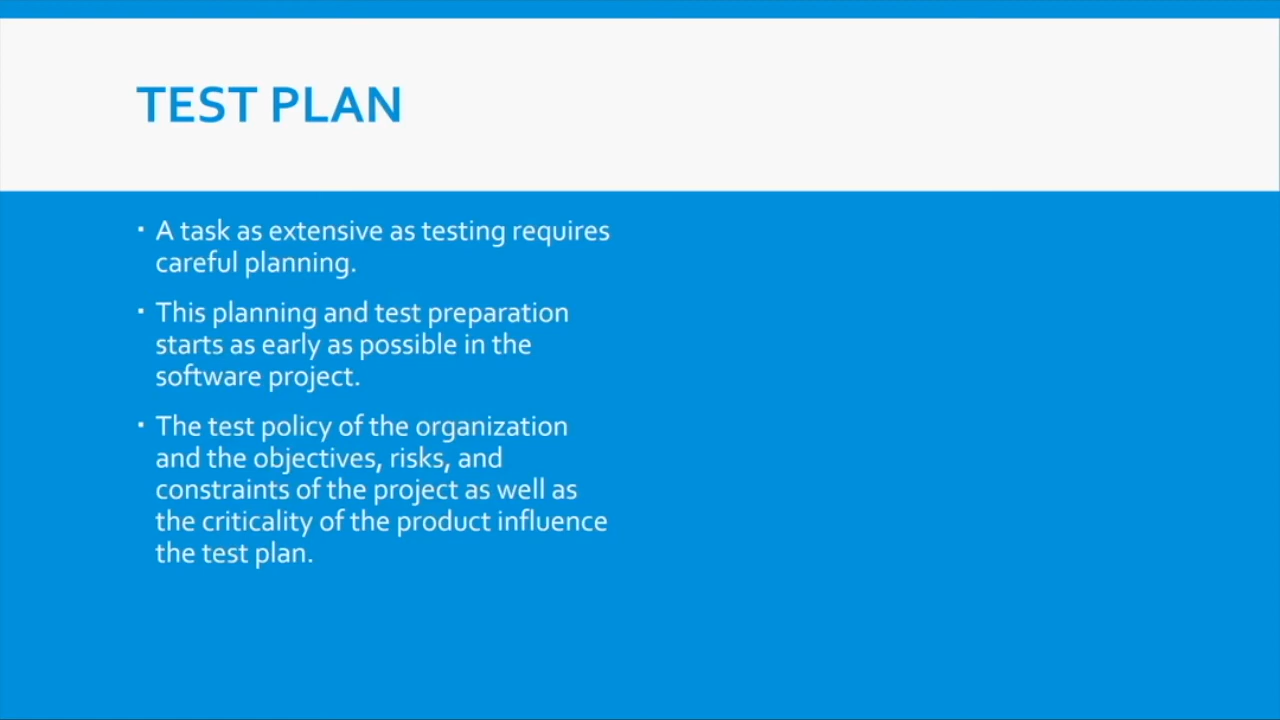 TEST PLAN
▪ A task as extensive as testing requires
careful planning.
▪ This planning and test preparation
starts as early as possible in the
software project.
▪ The test policy of the organization
and the objectives, risks, and
constraints of the project as well as
the criticality of the product influence
the test plan.